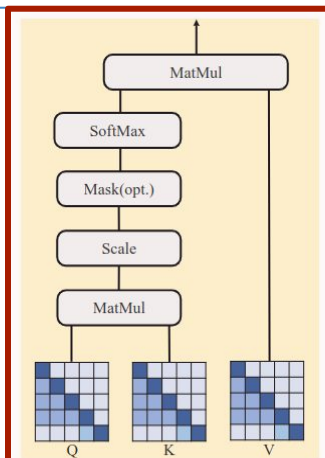 MatMul
SoftMax
Mask(opt.)
Scale
MatMul
Q K V